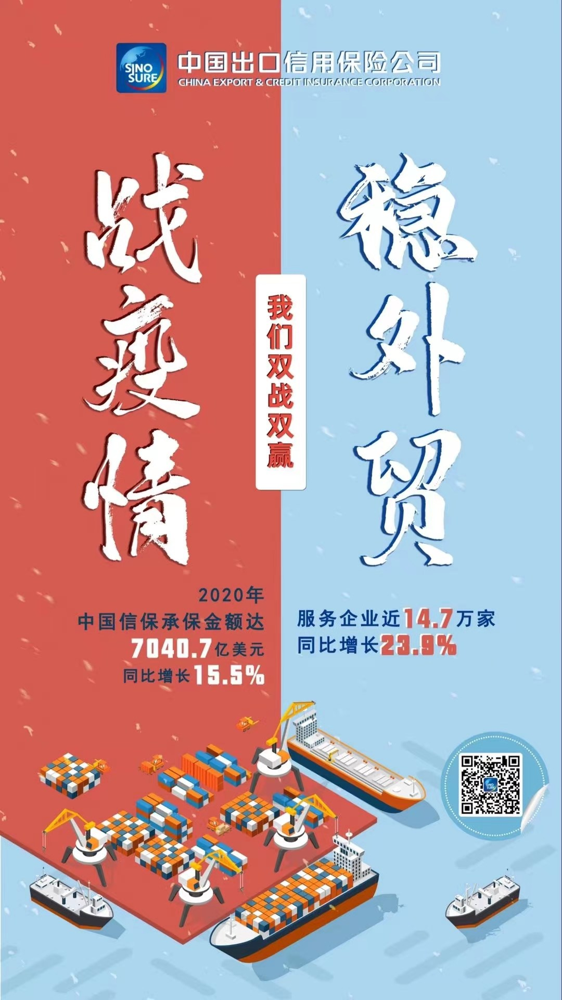 SINO
SURE
中国出口信用保险公司
CHINA EXPORT & CREDIT INSURANCE CORPORATION
战疫情
我们双战双赢
稳外贸
2020年
中国信保承保金额达
7040.7亿美元
同比增长15.5%
服务企业近14.7万家
同比增长23.9%
SINO
SURE